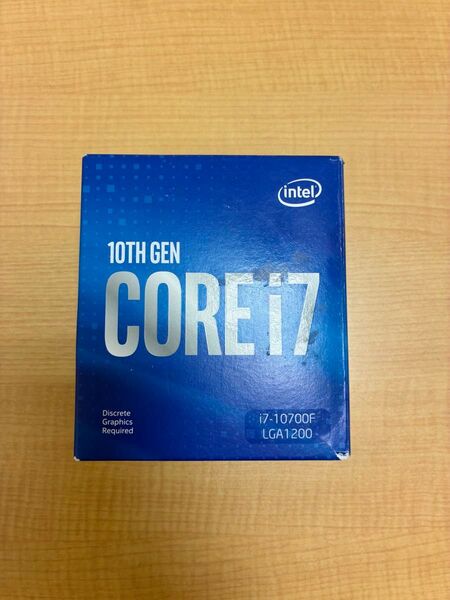 intel
10TH GEN
CORE i7
Discrete
Graphics
Required
i7-10700F
LGA1200